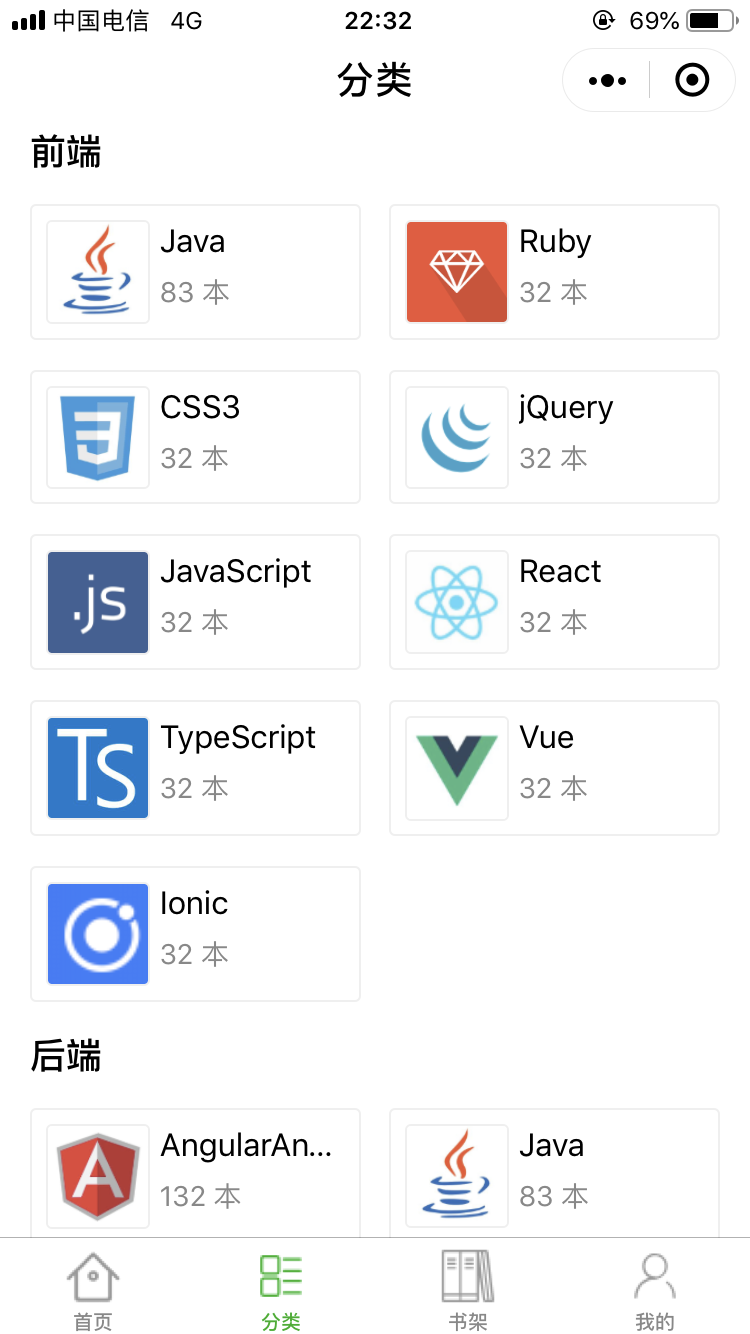 中国电信 4G 22:32 69%
分类
前端
Java
83 本
Ruby
32 本
CSS3
32 本
jQuery
32 本
.js
JavaScript
32 本
React
32 本
TS
TypeScript
32 本
Vue
32 本
Ionic
32 本
后端
A
AngularAn...
132 本
Java
83 本
首页 分类 书架 我的